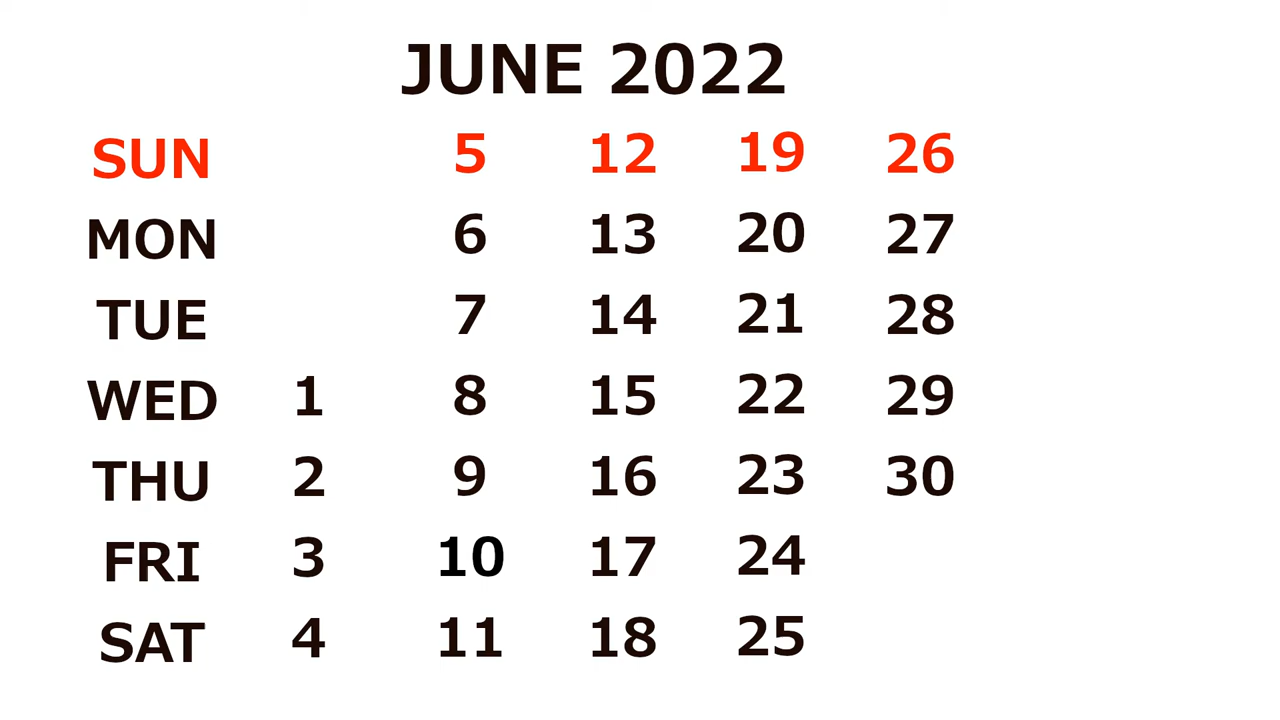 JUNE 2022
SUN 5 12 19 26
MON 6 13 20 27
TUE 7 14 21 28
WED 1 8 15 22 29
THU 2 9 16 23 30
FRI 3 10 17 24
SAT 4 11 18 25